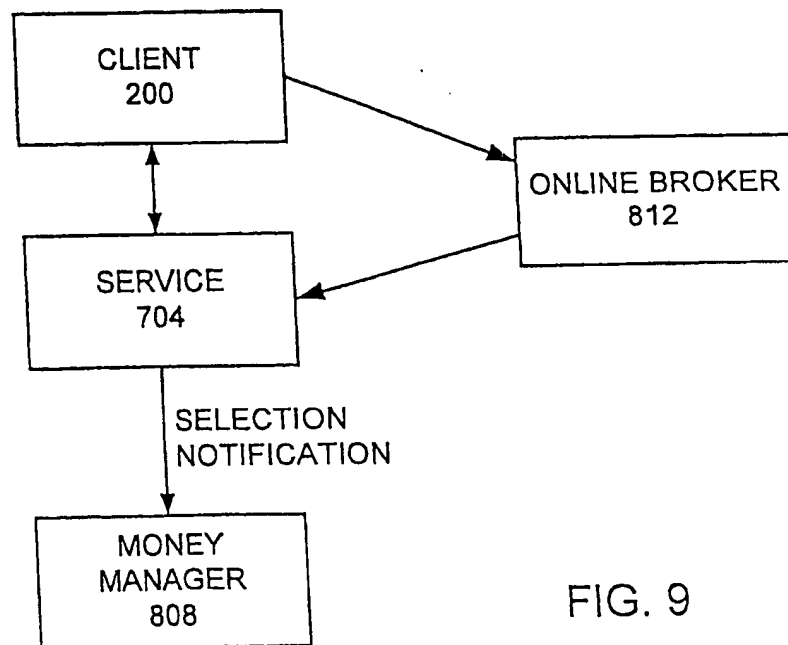 CLIENT
200
ONLINE BROKER
812
SERVICE
704
SELECTION
NOTIFICATION
MONEY
MANAGER
808
FIG. 9